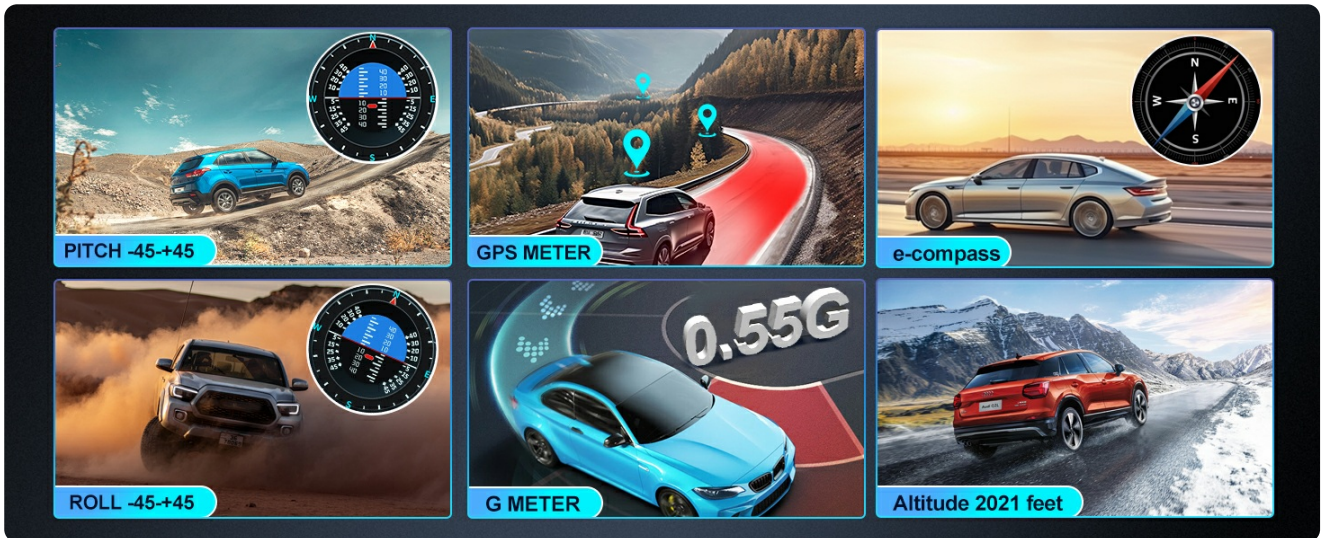 PITCH -45-+45
GPS METER
N
W
E
S
e-compass
ROLL -45-+45
0.55G
G METER
Altitude 2021 feet